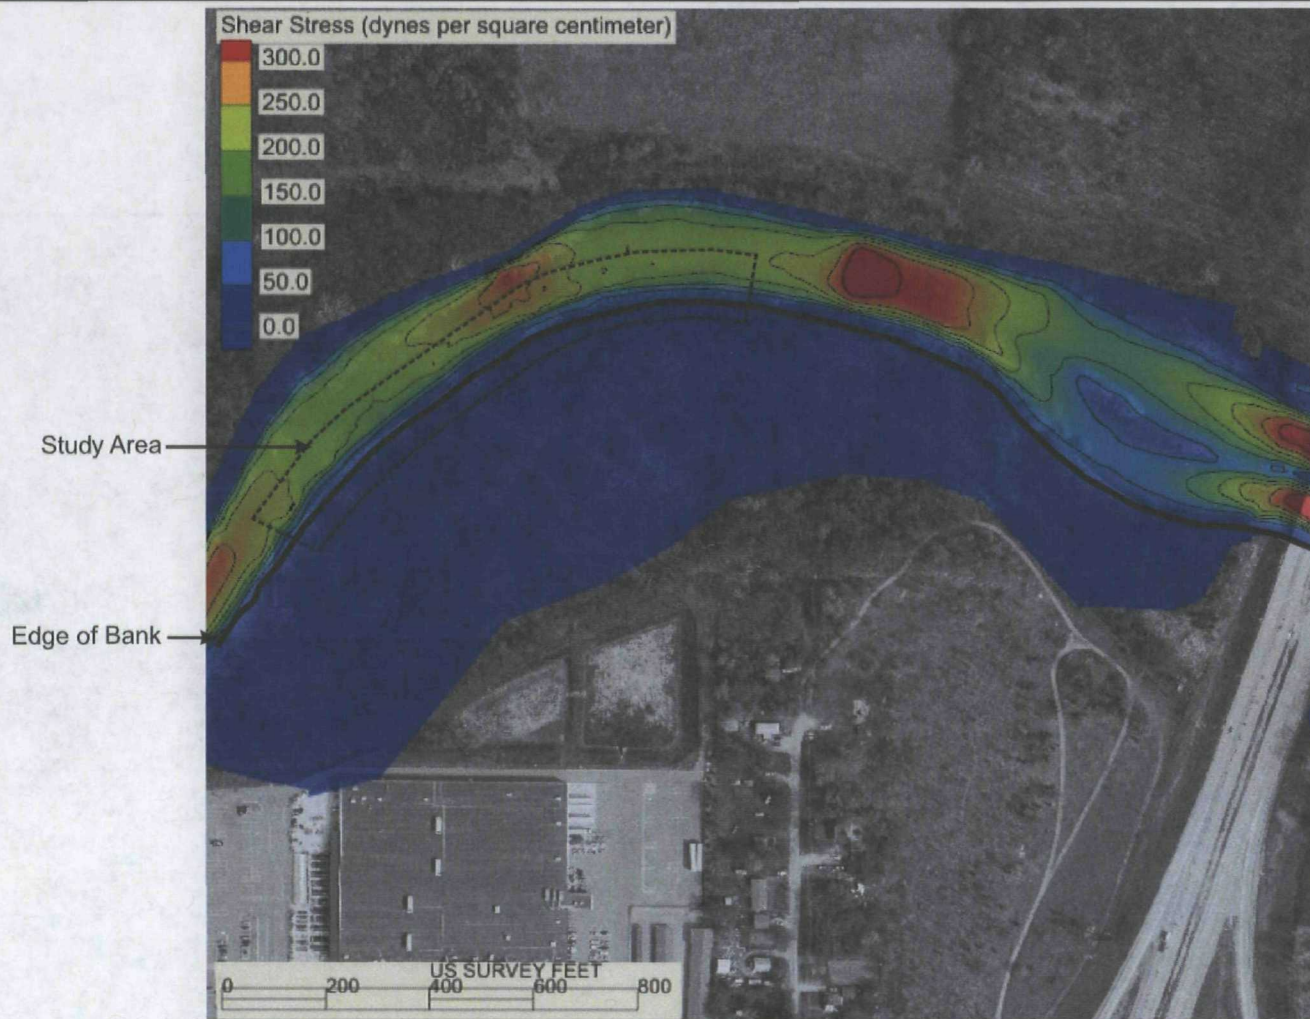 Shear Stress (dynes per square centimeter)
300.0
250.0
200.0
150.0
100.0
50.0
0.0
Study Area
Edge of Bank
US SURVEY FEET
0 200 400 600 800